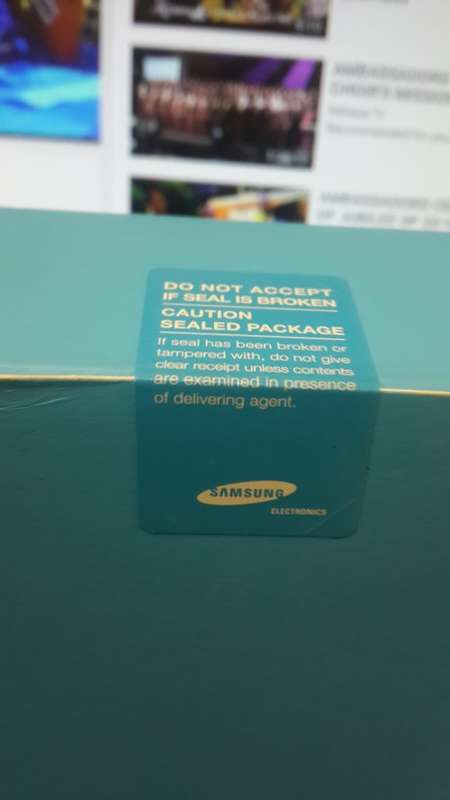 DO NOT ACCEPT
IF SEAL IS BROKEN
CAUTION
SEALED PACKAGE
If seal has been broken or
tampered with, do not give
clear receipt unless contents
are examined in presence
of delivering agent.
SAMSUNG
ELECTRONICS